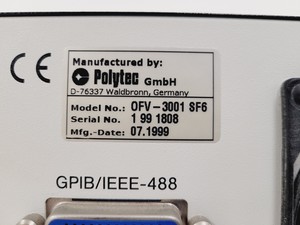 CE
Manufactured by:
Polytec GmbH
D-76337 Waldbronn, Germany
Model No.: OFV-3001 SF6
Serial No. 1 99 1808
Mfg.-Date: 07.1999
GPIB/IEEE-488